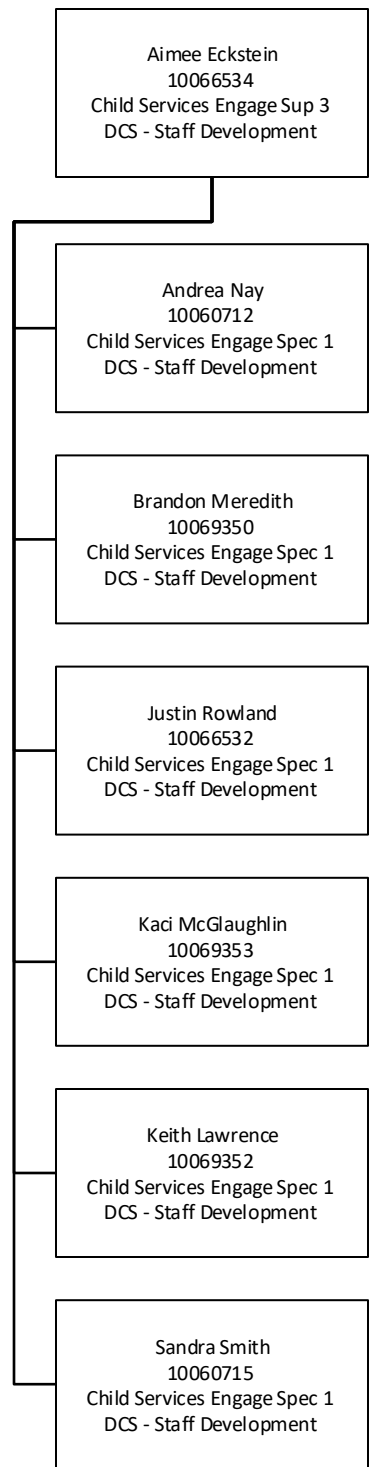 Aimee Eckstein
10066534
Child Services Engage Sup 3
DCS - Staff Development
Andrea Nay
10060712
Child Services Engage Spec 1
DCS - Staff Development
Brandon Meredith
10069350
Child Services Engage Spec 1
DCS - Staff Development
Justin Rowland
10066532
Child Services Engage Spec 1
DCS - Staff Development
Kaci McGlaughlin
10069353
Child Services Engage Spec 1
DCS - Staff Development
Keith Lawrence
10069352
Child Services Engage Spec 1
DCS - Staff Development
Sandra Smith
10060715
Child Services Engage Spec 1
DCS - Staff Development